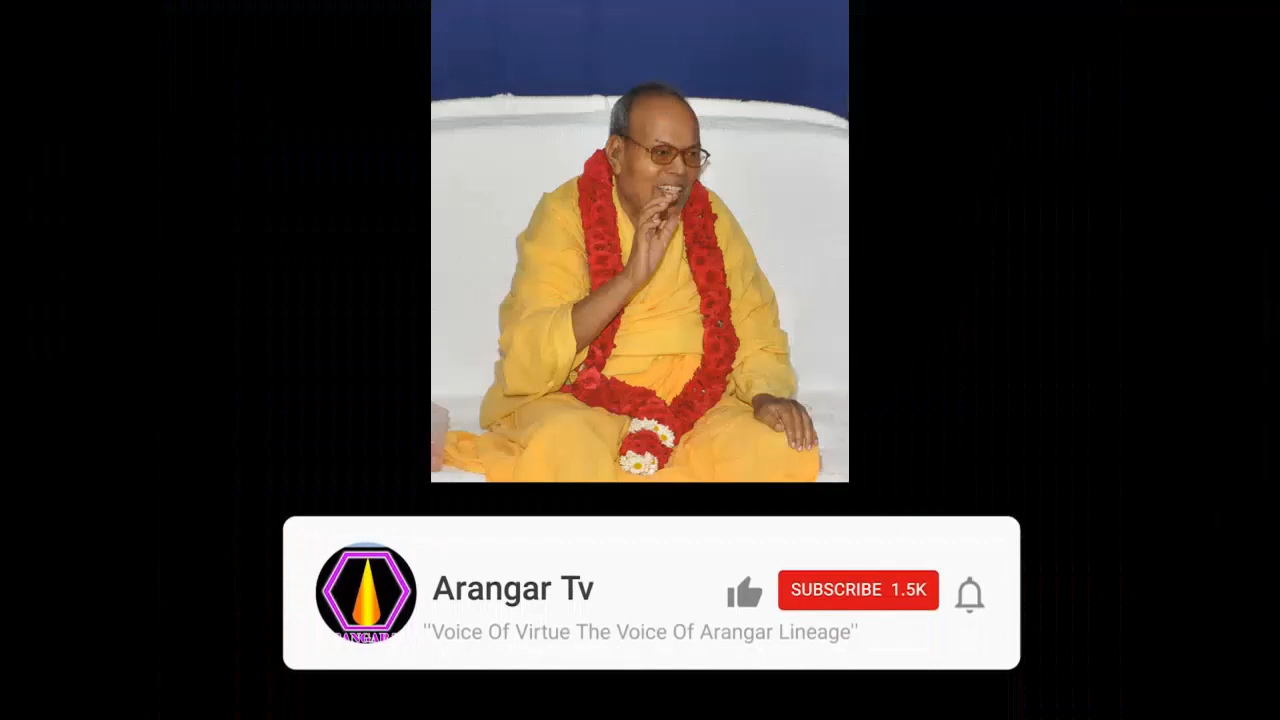 Arangar Tv
SUBSCRIBE 1.5K
"Voice Of Virtue The Voice Of Arangar Lineage"